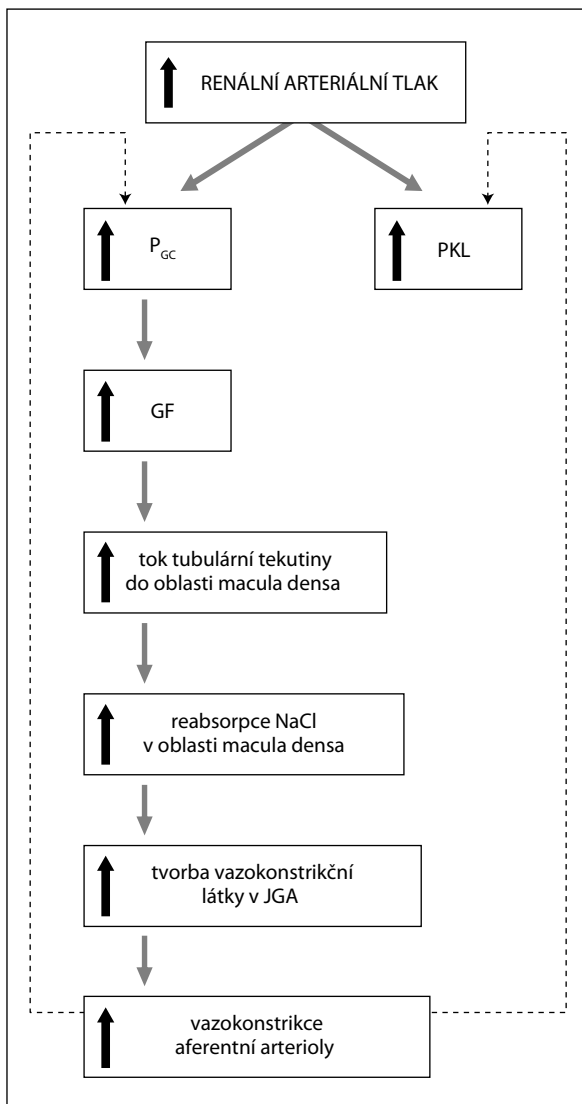 RENÁLNÍ ARTERIÁLNÍ TLAK
PGC
PKL
GF
tok tubulární tekutiny
do oblasti macula densa
reabsorpce NaCl
v oblasti macula densa
tvorba vazokonstrikční
látky v JGA
vazokonstrikce
aferentní arterioly